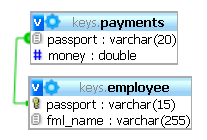 v keys.payments
passport : varchar(20)
# money : double
v keys.employee
passport : varchar(15)
fml_name : varchar(255)